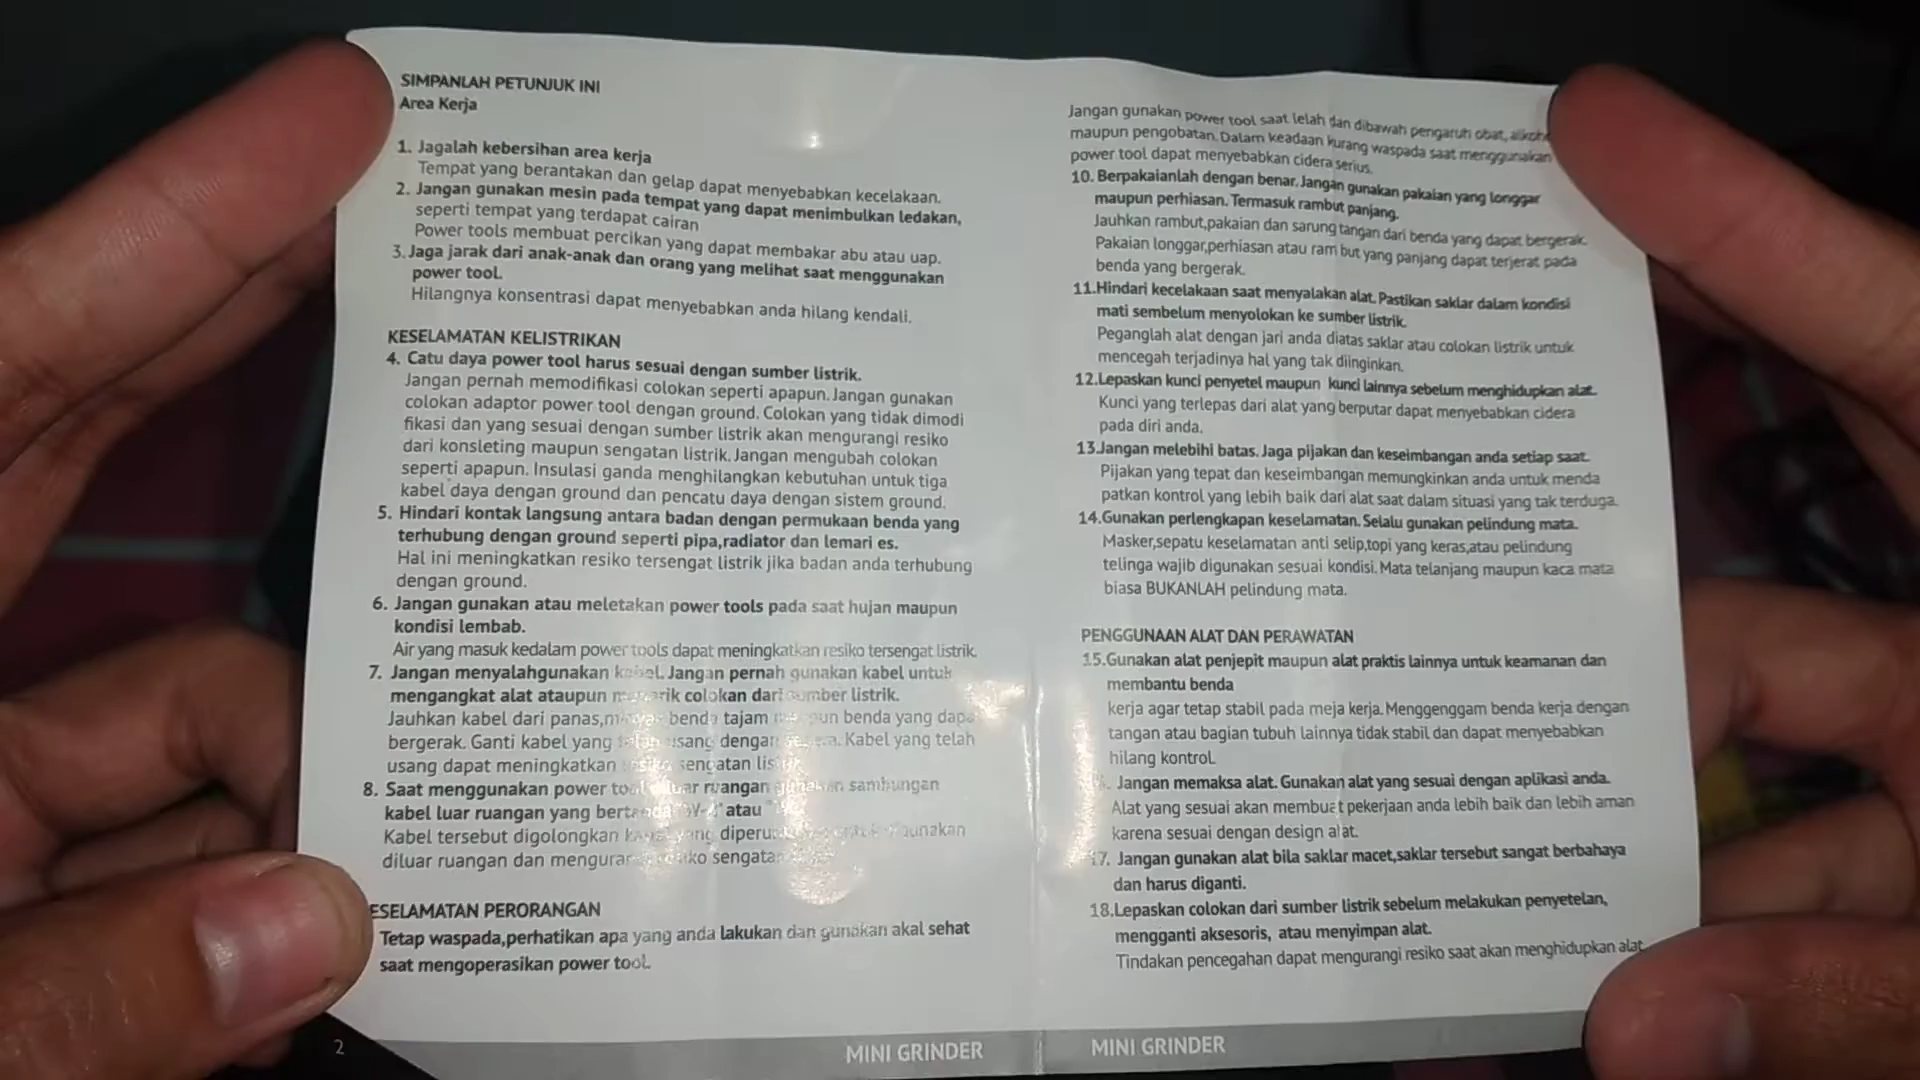 SIMPANLAH PETUNJUK INI
Area Kerja
1. Jagalah kebersihan area kerja
Tempat yang berantakan dan gelap dapat menyebabkan kecelakaan.
2. Jangan gunakan mesin pada tempat yang dapat menimbulkan ledakan,
seperti tempat yang terdapat cairan
Power tools membuat percikan yang dapat membakar abu atau uap.
3. Jaga jarak dari anak-anak dan orang yang melihat saat menggunakan
power tool.
Hilangnya konsentrasi dapat menyebabkan anda hilang kendali.
KESELAMATAN KELISTRIKAN
4. Catu daya power tool harus sesuai dengan sumber listrik.
Jangan pernah memodifikasi colokan seperti apapun. Jangan gunakan
colokan adaptor power tool dengan ground. Colokan yang tidak dimodi
fikasi dan yang sesuai dengan sumber listrik akan mengurangi resiko
dari konsleting maupun sengatan listrik. Jangan mengubah colokan
seperti apapun. Insulasi ganda menghilangkan kebutuhan untuk tiga
kabel daya dengan ground dan pencatu daya dengan sistem ground.
5. Hindari kontak langsung antara badan dengan permukaan benda yang
terhubung dengan ground seperti pipa,radiator dan lemari es.
Hal ini meningkatkan resiko tersengat listrik jika badan anda terhubung
dengan ground.
6. Jangan gunakan atau meletakan power tools pada saat hujan maupun
kondisi lembab.
Air yang masuk kedalam power tools dapat meningkatkan resiko tersengat listrik.
7. Jangan menyalahgunakan kabel. Jangan pernah gunakan kabel untuk
mengangkat alat ataupun menarik colokan dari sumber listrik.
Jauhkan kabel dari panas, benda tajam maupun benda yang dapa
bergerak. Ganti kabel yang telah usang dengan. Kabel yang telah
usang dapat meningkatkan resiko sengatan
8. Saat menggunakan power tool luar ruangan gunakan sambungan
kabel luar ruangan yang bertanda atau
Kabel tersebut digolongkan yang
diluar ruangan dan
ESELAMATAN PERORANGAN
Tetap waspada,perhatikan apa yang anda lakukan dan gunakan akal sehat
saat mengoperasikan power tool.
2
MINI GRINDER
Jangan gunakan power tool saat lelah dan dibawah pengaruh obat,
maupun pengobatan. Dalam keadaan kurang waspada saat menggunakan
power tool dapat menyebabkan cidera serius.
10. Berpakaianlah dengan benar. Jangan gunakan pakaian yang longgar
maupun perhiasan. Termasuk rambut panjang.
Jauhkan rambut,pakaian dan sarung tangan dari benda yang dapat bergerak.
Pakaian longgar,perhiasan atau ram but yang panjang dapat terjerat pada
benda yang bergerak.
11.Hindari kecelakaan saat menyalakan alat. Pastikan saklar dalam kondisi
mati sembelum menyolokan ke sumber listrik.
Peganglah alat dengan jari anda diatas saklar atau colokan listrik untuk
mencegah terjadinya hal yang tak diinginkan.
12.Lepaskan kunci penyetel maupun kunci lainnya sebelum menghidupkan alat.
Kunci yang terlepas dari alat yang berputar dapat menyebabkan cidera
pada diri anda.
13.Jangan melebihi batas. Jaga pijakan dan keseimbangan anda setiap saat.
Pijakan yang tepat dan keseimbangan memungkinkan anda untuk menda
patkan kontrol yang lebih baik dari alat saat dalam situasi yang tak terduga.
14.Gunakan perlengkapan keselamatan. Selalu gunakan pelindung mata.
Masker,sepatu keselamatan anti selip,topi yang keras,atau pelindung
telinga wajib digunakan sesuai kondisi. Mata telanjang maupun kaca mata
biasa BUKANLAH pelindung mata.
PENGGUNAAN ALAT DAN PERAWATAN
15.Gunakan alat penjepit maupun alat praktis lainnya untuk keamanan dan
membantu benda
kerja agar tetap stabil pada meja kerja. Menggenggam benda kerja dengan
tangan atau bagian tubuh lainnya tidak stabil dan dapat menyebabkan
hilang kontrol.
Jangan memaksa alat. Gunakan alat yang sesuai dengan aplikasi anda.
Alat yang sesuai akan membuat pekerjaan anda lebih baik dan lebih aman
karena sesuai dengan design alat.
17. Jangan gunakan alat bila saklar macet,saklar tersebut sangat berbahaya
dan harus diganti.
18.Lepaskan colokan dari sumber listrik sebelum melakukan penyetelan,
mengganti aksesoris, atau menyimpan alat.
Tindakan pencegahan dapat mengurangi resiko saat akan menghidupkan alat
MINI GRINDER